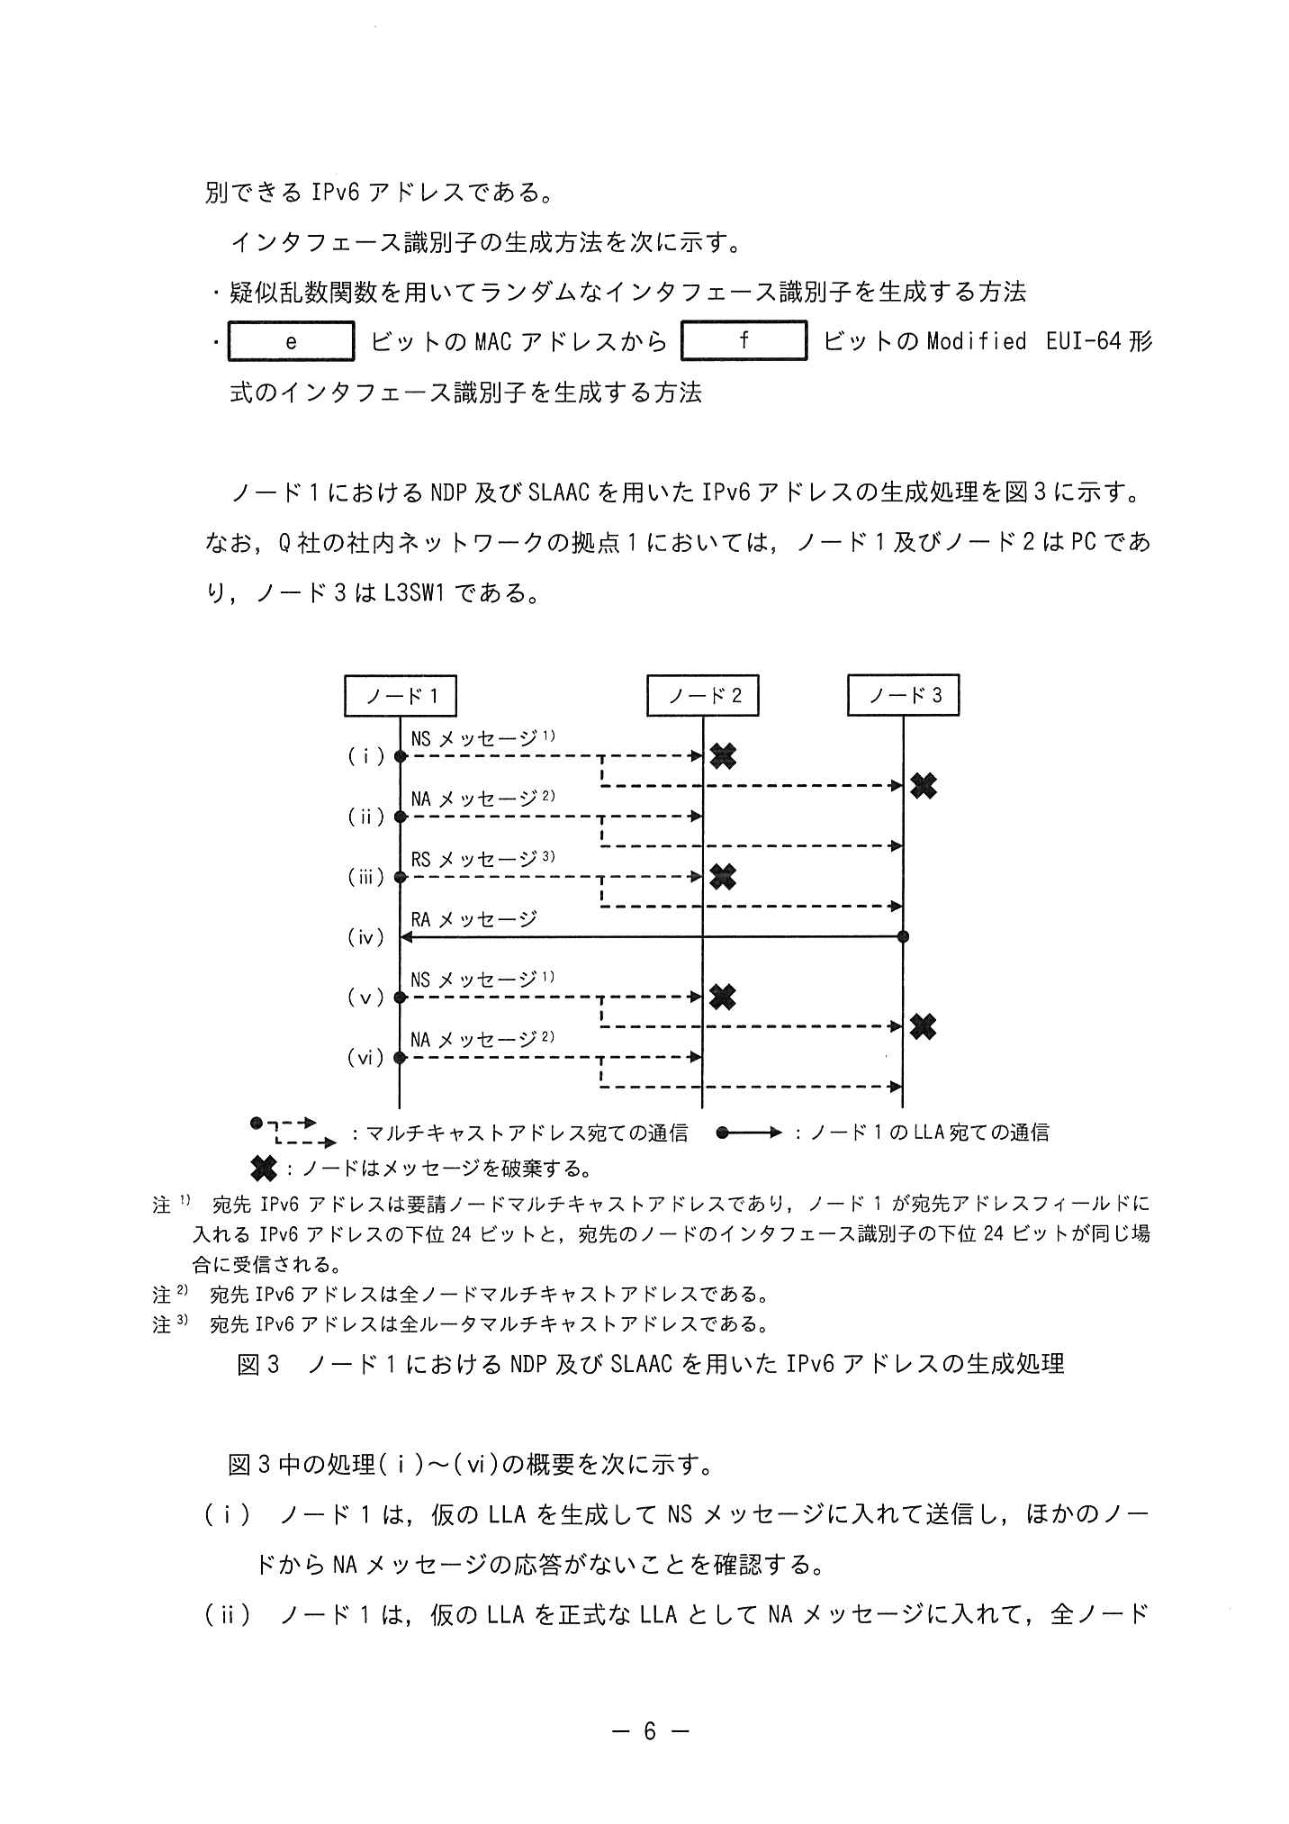 別できる IPv6 アドレスである。
インタフェース識別子の生成方法を次に示す。
・疑似乱数関数を用いてランダムなインタフェース識別子を生成する方法
・ e ビットの MAC アドレスから f ビットの Modified EUI-64 形
式のインタフェース識別子を生成する方法
ノード 1 における NDP 及び SLAAC を用いた IPv6 アドレスの生成処理を図 3 に示す。
なお，Q 社の社内ネットワークの拠点 1 においては，ノード 1 及びノード 2 は PC であ
り，ノード 3 は L3SW1 である。
ノード 1 ノード 2 ノード 3
NS メッセージ 1)
(ⅰ)
NA メッセージ 2)
(ⅱ)
RS メッセージ 3)
(ⅲ)
RA メッセージ
(ⅳ)
NS メッセージ 1)
(ⅴ)
NA メッセージ 2)
(ⅵ)
：マルチキャストアドレス宛ての通信 ：ノード 1 の LLA 宛ての通信
：ノードはメッセージを破棄する。
注 1) 宛先 IPv6 アドレスは要請ノードマルチキャストアドレスであり，ノード 1 が宛先アドレスフィールドに
入れる IPv6 アドレスの下位 24 ビットと，宛先のノードのインタフェース識別子の下位 24 ビットが同じ場
合に受信される。
注 2) 宛先 IPv6 アドレスは全ノードマルチキャストアドレスである。
注 3) 宛先 IPv6 アドレスは全ルータマルチキャストアドレスである。
図 3 ノード 1 における NDP 及び SLAAC を用いた IPv6 アドレスの生成処理
図 3 中の処理(ⅰ)～(ⅵ)の概要を次に示す。
(ⅰ) ノード 1 は，仮の LLA を生成して NS メッセージに入れて送信し，ほかのノー
ドから NA メッセージの応答がないことを確認する。
(ⅱ) ノード 1 は，仮の LLA を正式な LLA として NA メッセージに入れて，全ノード
－ 6 －